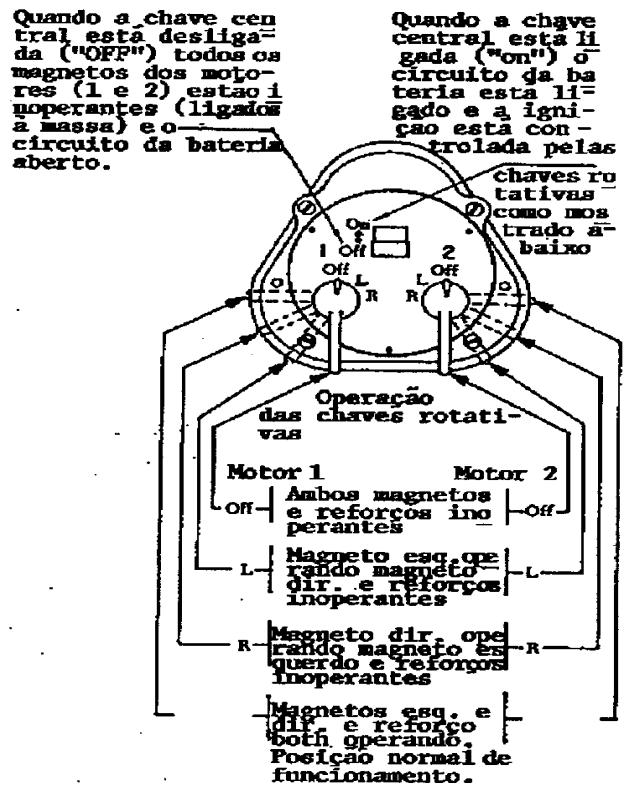 Quando a chave cen
tral está desliga-
da ("OFF") todos os
magnetos dos moto-
res (1 e 2) estão i
noperantes (ligados
à massa) e o
circuito da bateria
aberto.
Quando a chave
central esta li
gada ("on") o
circuito da ba
teria esta li-
gado e a igni-
ção está con-
trolada pelas
chaves ro
tativas
como mos
trado a-
baixo
On
1 Off 2
Off L L Off
R R
Operação
das chaves rotati-
vas
Motor 1 Motor 2
Off Ambos magnetos Off
e reforços ino
perantes
L Magneto esq.ope L
rando magneto
dir. e reforços
inoperantes
R Magneto dir. ope R
rando magneto es
querdo e reforços
inoperantes
Magnetos esq. e
dir. e reforço
both operando.
Posição normal de
funcionamento.